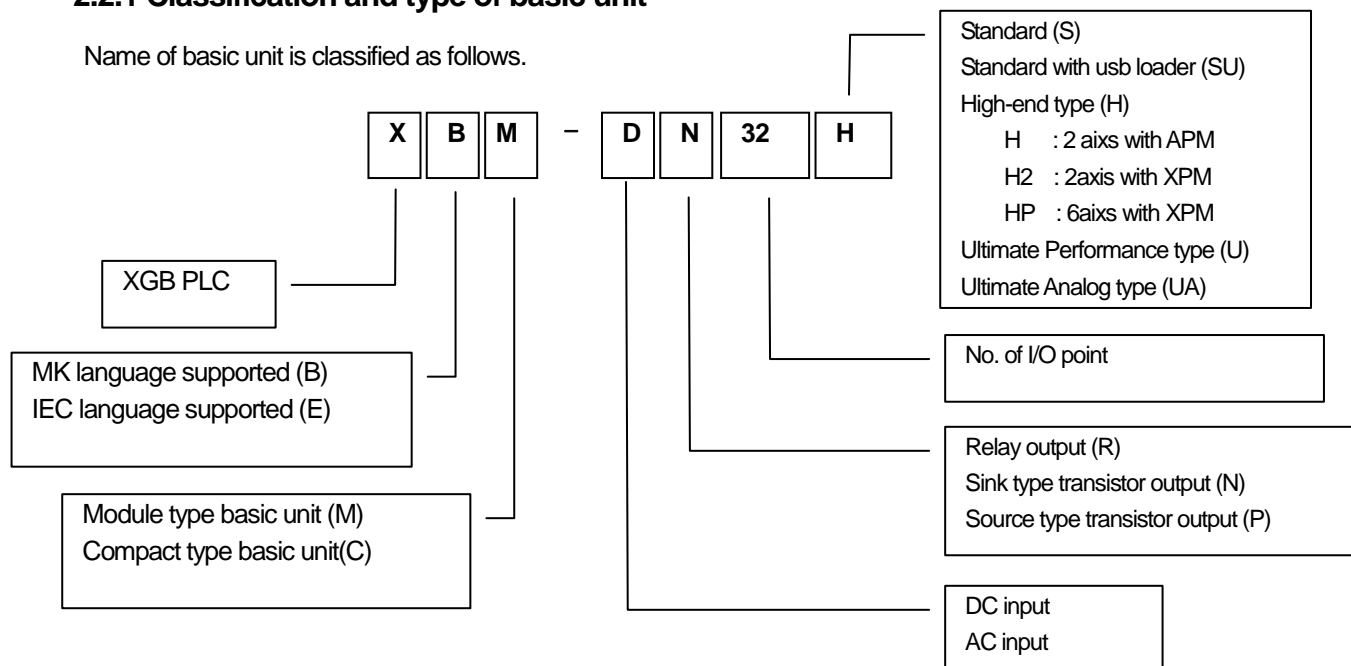 2.2.1 Classification and type of basic unit
Name of basic unit is classified as follows.
X B M - D N 32 H
Standard (S)
Standard with usb loader (SU)
High-end type (H)
H : 2 aixs with APM
H2 : 2axis with XPM
HP : 6aixs with XPM
Ultimate Performance type (U)
Ultimate Analog type (UA)
XGB PLC
No. of I/O point
MK language supported (B)
IEC language supported (E)
Relay output (R)
Sink type transistor output (N)
Source type transistor output (P)
Module type basic unit (M)
Compact type basic unit(C)
DC input
AC input